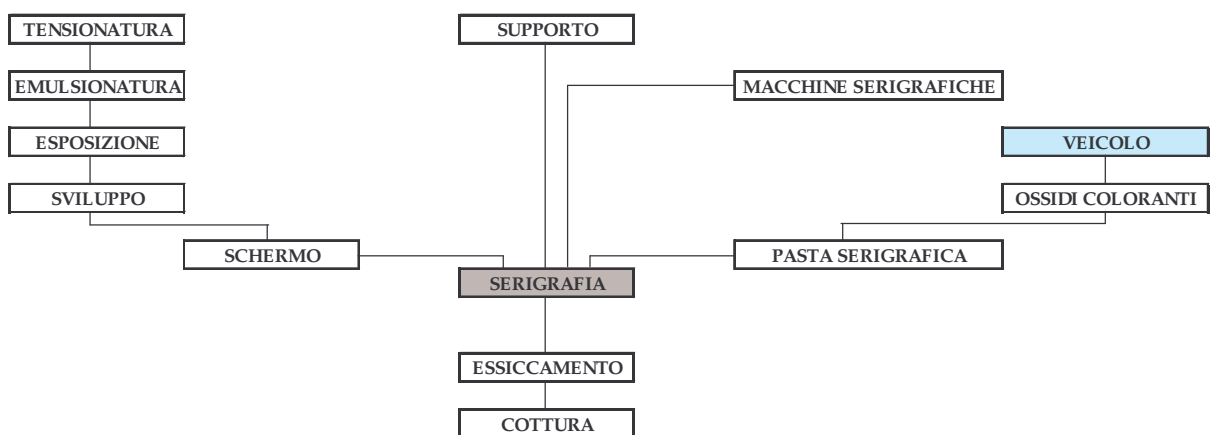 TENSIONATURA
SUPPORTO
EMULSIONATURA
MACCHINE SERIGRAFICHE
ESPOSIZIONE
VEICOLO
SVILUPPO
OSSIDI COLORANTI
SCHERMO
PASTA SERIGRAFICA
SERIGRAFIA
ESSICCAMENTO
COTTURA